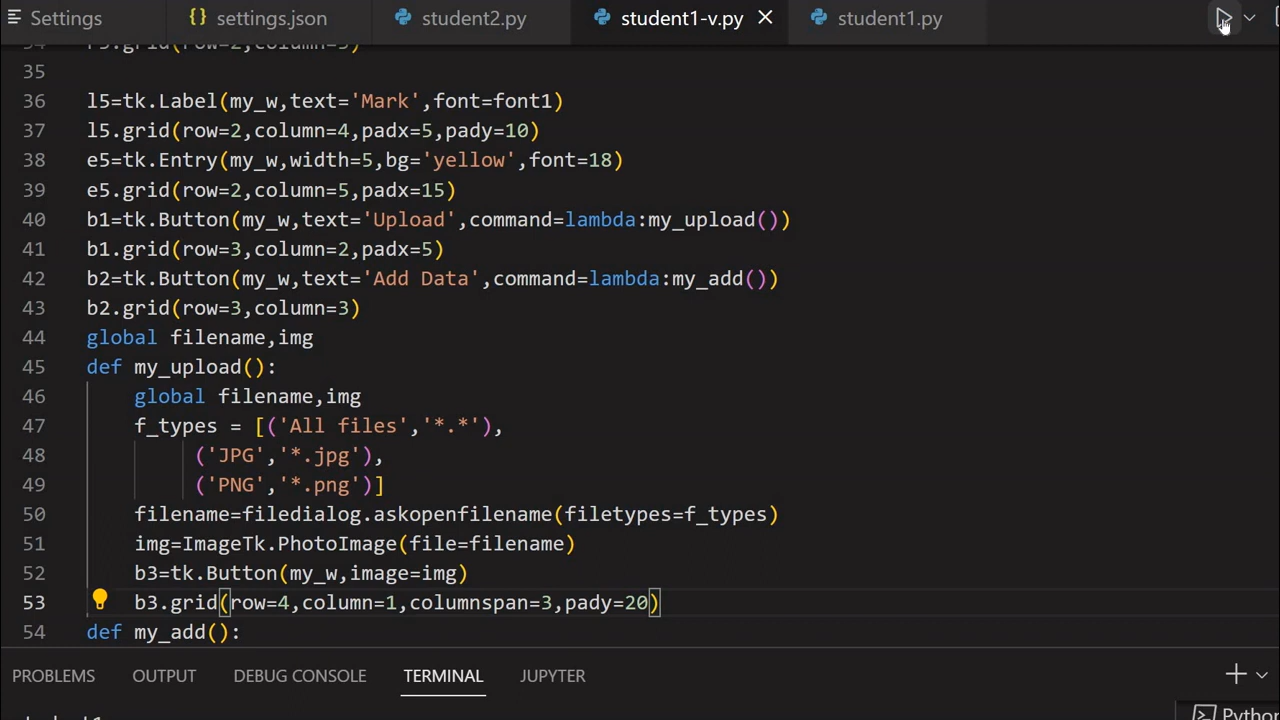 Settings
settings.json
student2.py
student1-v.py
student1.py
35
36 l5=tk.Label(my_w,text='Mark',font=font1)
37 l5.grid(row=2,column=4,padx=5,pady=10)
38 e5=tk.Entry(my_w,width=5,bg='yellow',font=18)
39 e5.grid(row=2,column=5,padx=15)
40 b1=tk.Button(my_w,text='Upload',command=lambda:my_upload())
41 b1.grid(row=3,column=2,padx=5)
42 b2=tk.Button(my_w,text='Add Data',command=lambda:my_add())
43 b2.grid(row=3,column=3)
44 global filename,img
45 def my_upload():
46 global filename,img
47 f_types = [('All files','*.*'),
48 ('JPG','*.jpg'),
49 ('PNG','*.png')]
50 filename=filedialog.askopenfilename(filetypes=f_types)
51 img=ImageTk.PhotoImage(file=filename)
52 b3=tk.Button(my_w,image=img)
53 b3.grid(row=4,column=1,columnspan=3,pady=20)
54 def my_add():
PROBLEMS OUTPUT DEBUG CONSOLE TERMINAL JUPYTER